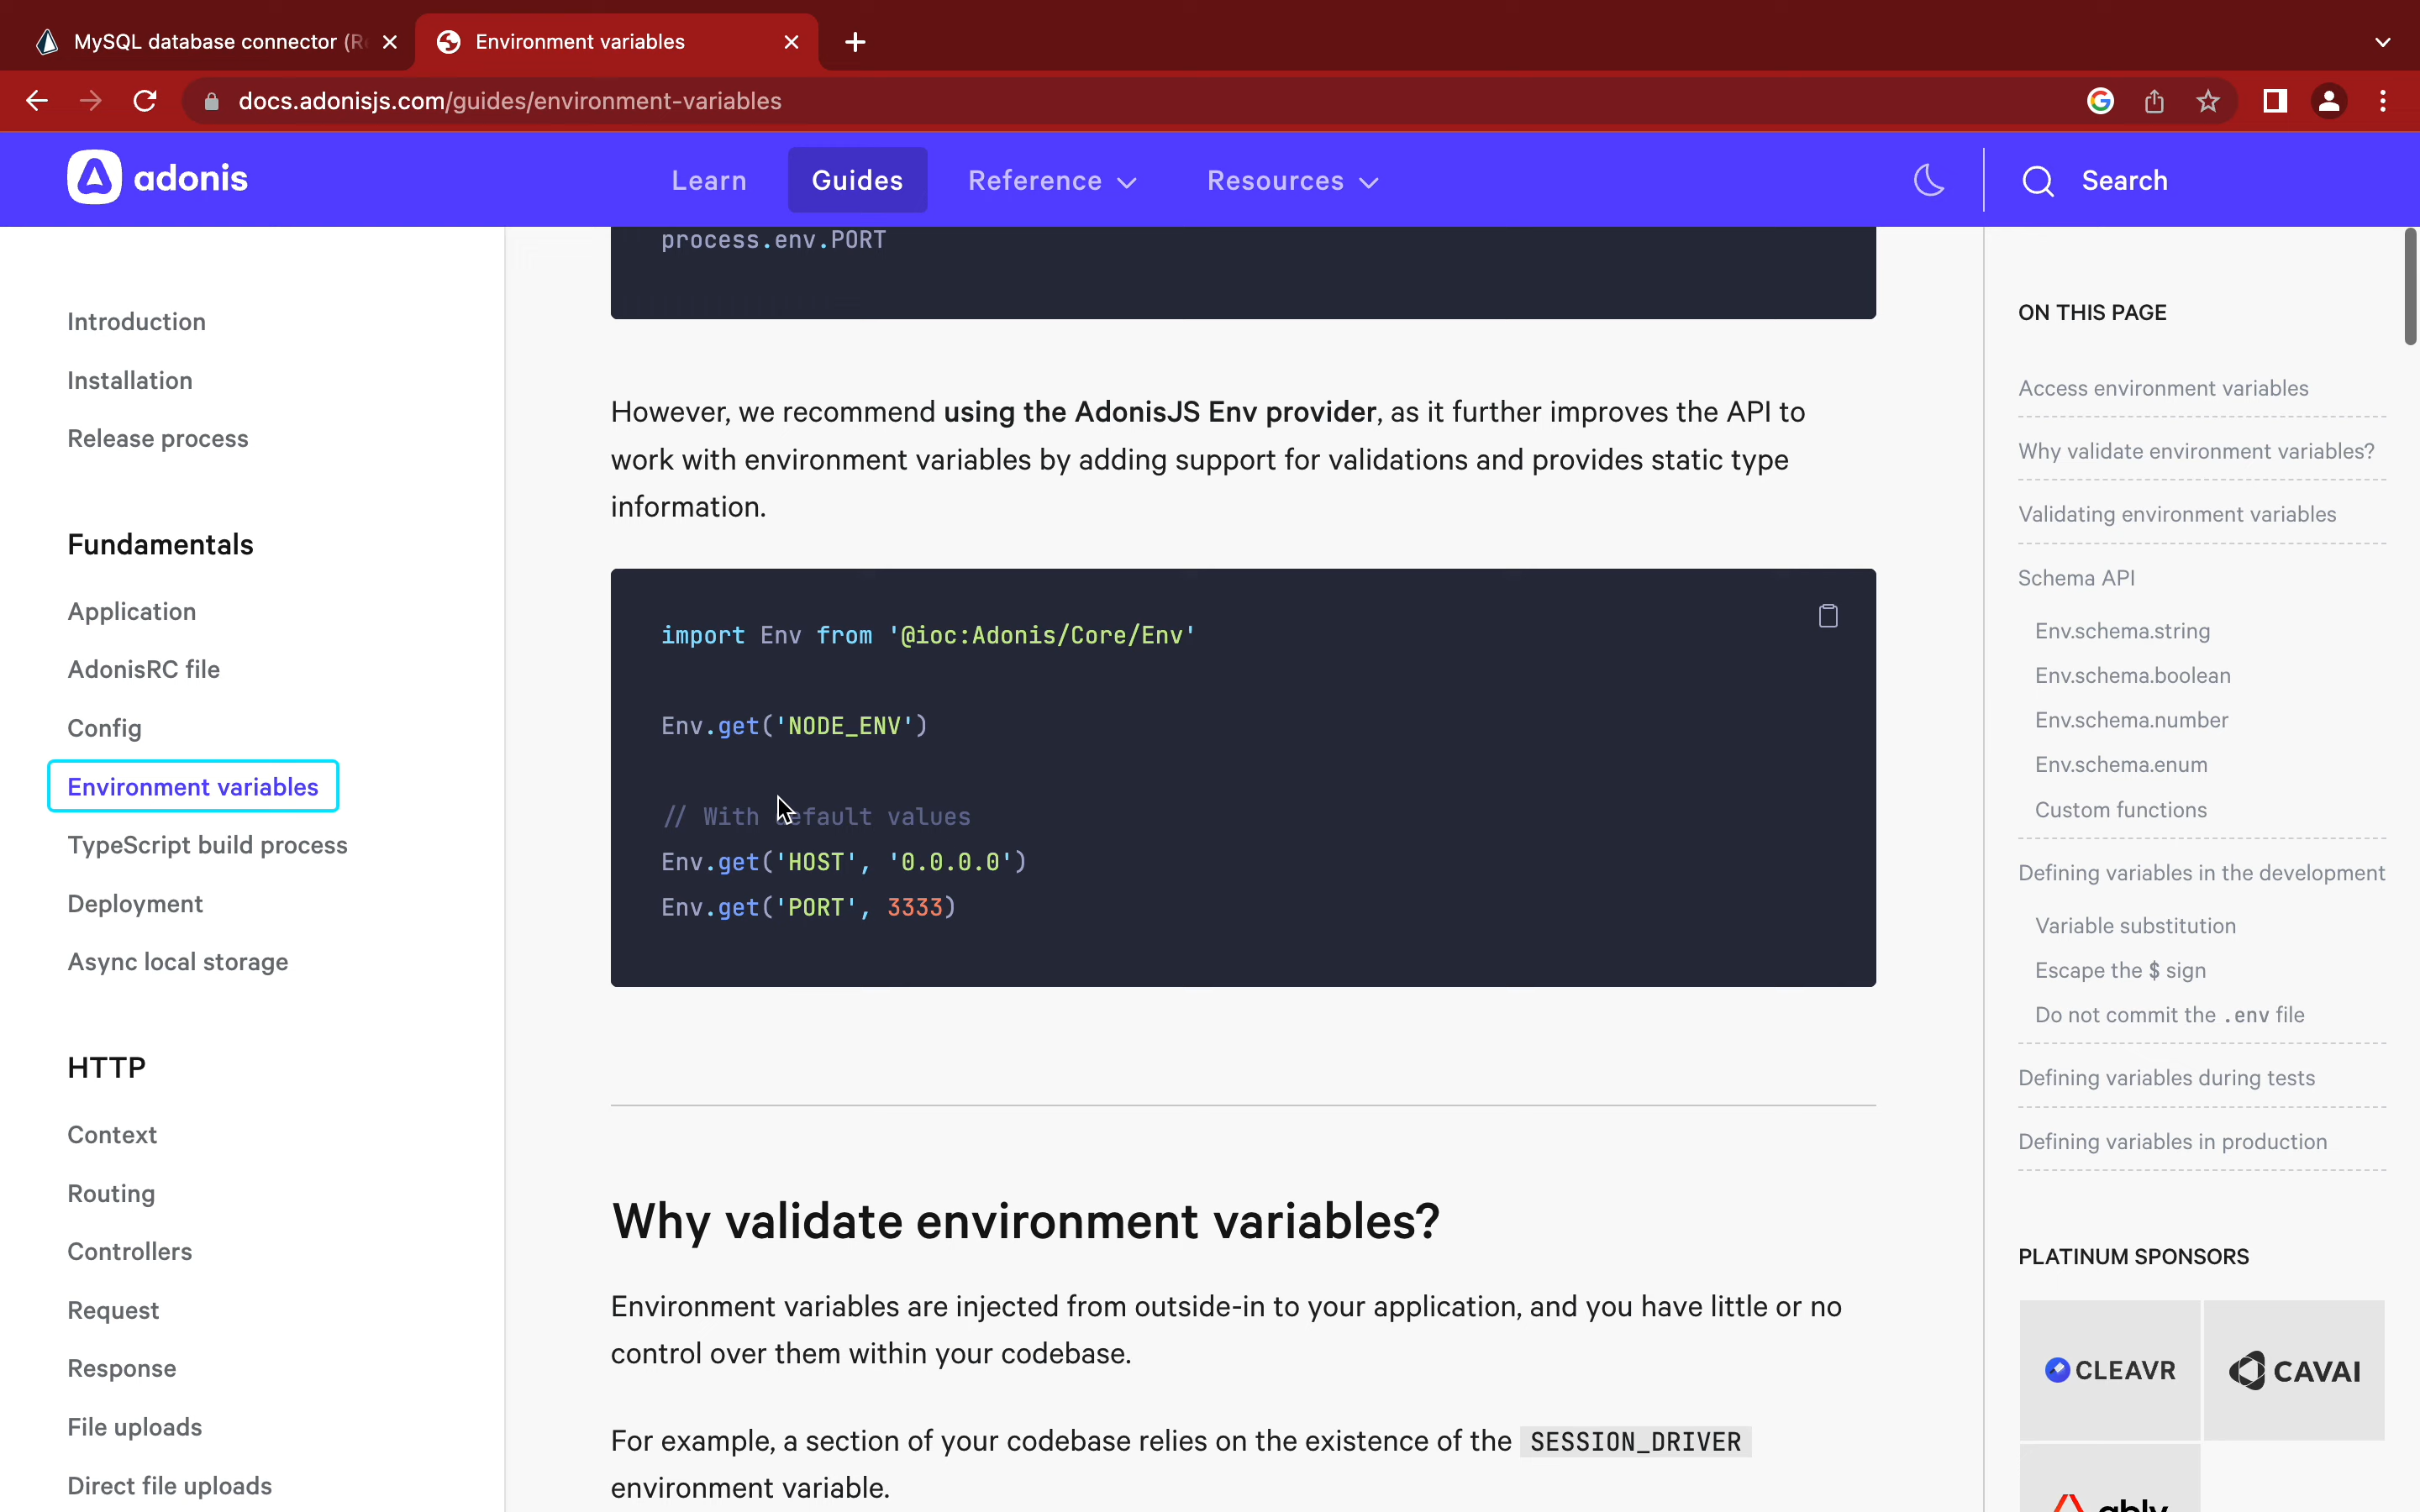 MySQL database connector (Re
Environment variables
docs.adonisjs.com/guides/environment-variables
adonis
Learn
Guides
Reference
Resources
Search
Introduction
Installation
Release process
Fundamentals
Application
AdonisRC file
Config
Environment variables
TypeScript build process
Deployment
Async local storage
HTTP
Context
Routing
Controllers
Request
Response
File uploads
Direct file uploads
process.env.PORT
However, we recommend using the AdonisJS Env provider, as it further improves the API to
work with environment variables by adding support for validations and provides static type
information.
import Env from '@ioc:Adonis/Core/Env'
Env.get('NODE_ENV')
// With default values
Env.get('HOST', '0.0.0.0')
Env.get('PORT', 3333)
Why validate environment variables?
Environment variables are injected from outside-in to your application, and you have little or no
control over them within your codebase.
For example, a section of your codebase relies on the existence of the SESSION_DRIVER
environment variable.
ON THIS PAGE
Access environment variables
Why validate environment variables?
Validating environment variables
Schema API
Env.schema.string
Env.schema.boolean
Env.schema.number
Env.schema.enum
Custom functions
Defining variables in the development
Variable substitution
Escape the $ sign
Do not commit the .env file
Defining variables during tests
Defining variables in production
PLATINUM SPONSORS
CLEAVR
CAVAI
ably